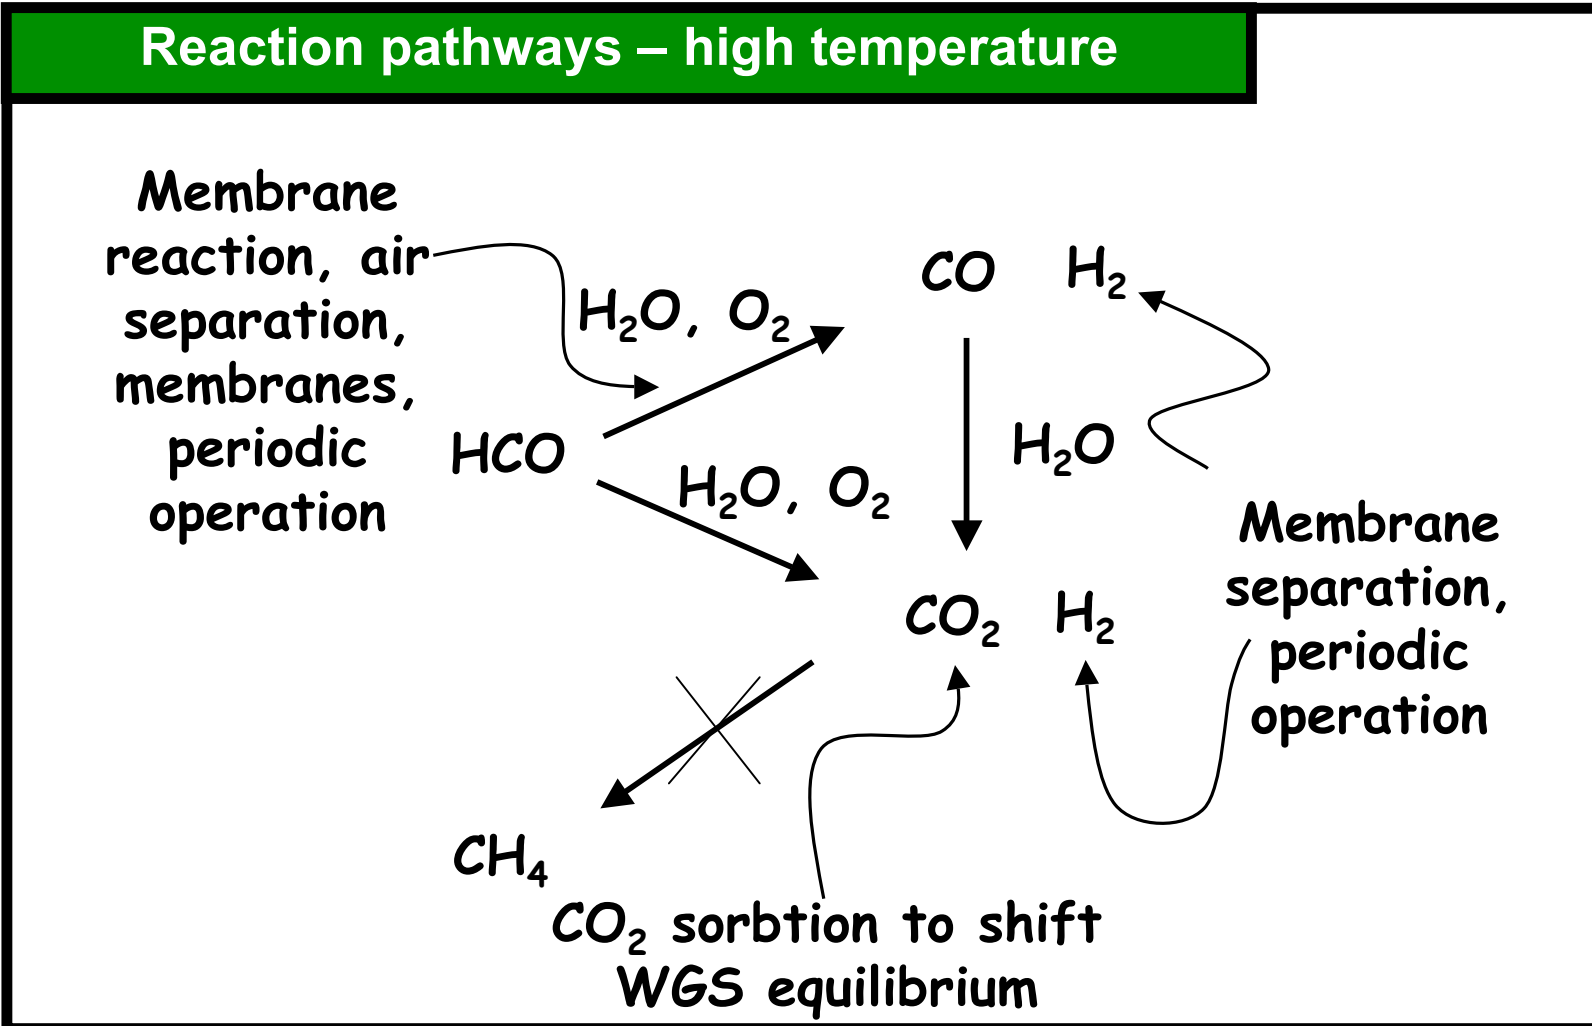 Reaction pathways – high temperature
Membrane
reaction, air
separation,
membranes,
periodic
operation
H₂O, O₂
CO H₂
HCO
H₂O
H₂O, O₂
CO₂ H₂
Membrane
separation,
periodic
operation
CH₄
CO₂ sorbtion to shift
WGS equilibrium